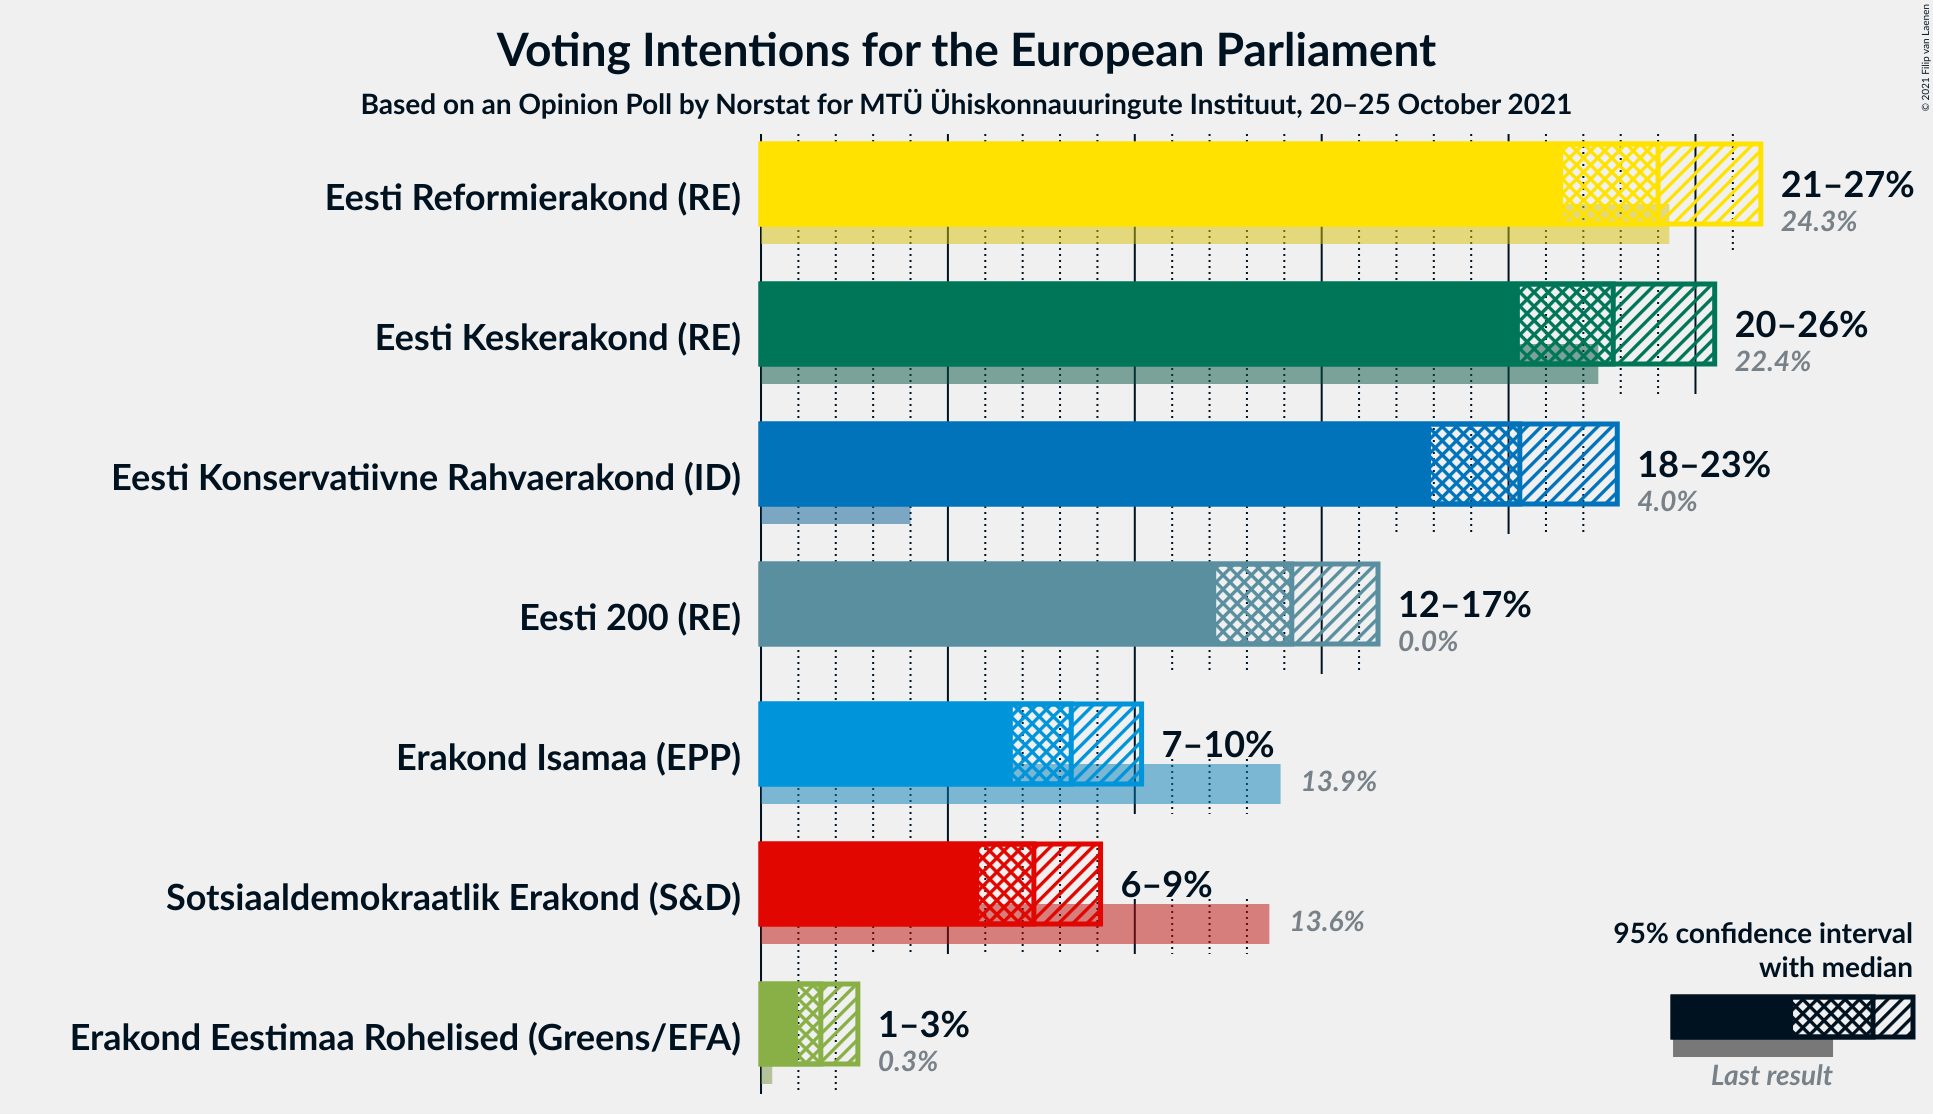 Voting Intentions for the European Parliament
Based on an Opinion Poll by Norstat for MTÜ Ühiskonnauuringute Instituut, 20–25 October 2021
© 2021 Filip van Laenen
Eesti Reformierakond (RE)
21–27%
24.3%
Eesti Keskerakond (RE)
20–26%
22.4%
Eesti Konservatiivne Rahvaerakond (ID)
18–23%
4.0%
Eesti 200 (RE)
12–17%
0.0%
Erakond Isamaa (EPP)
7–10%
13.9%
Sotsiaaldemokraatlik Erakond (S&D)
6–9%
13.6%
Erakond Eestimaa Rohelised (Greens/EFA)
1–3%
0.3%
95% confidence interval
with median
Last result